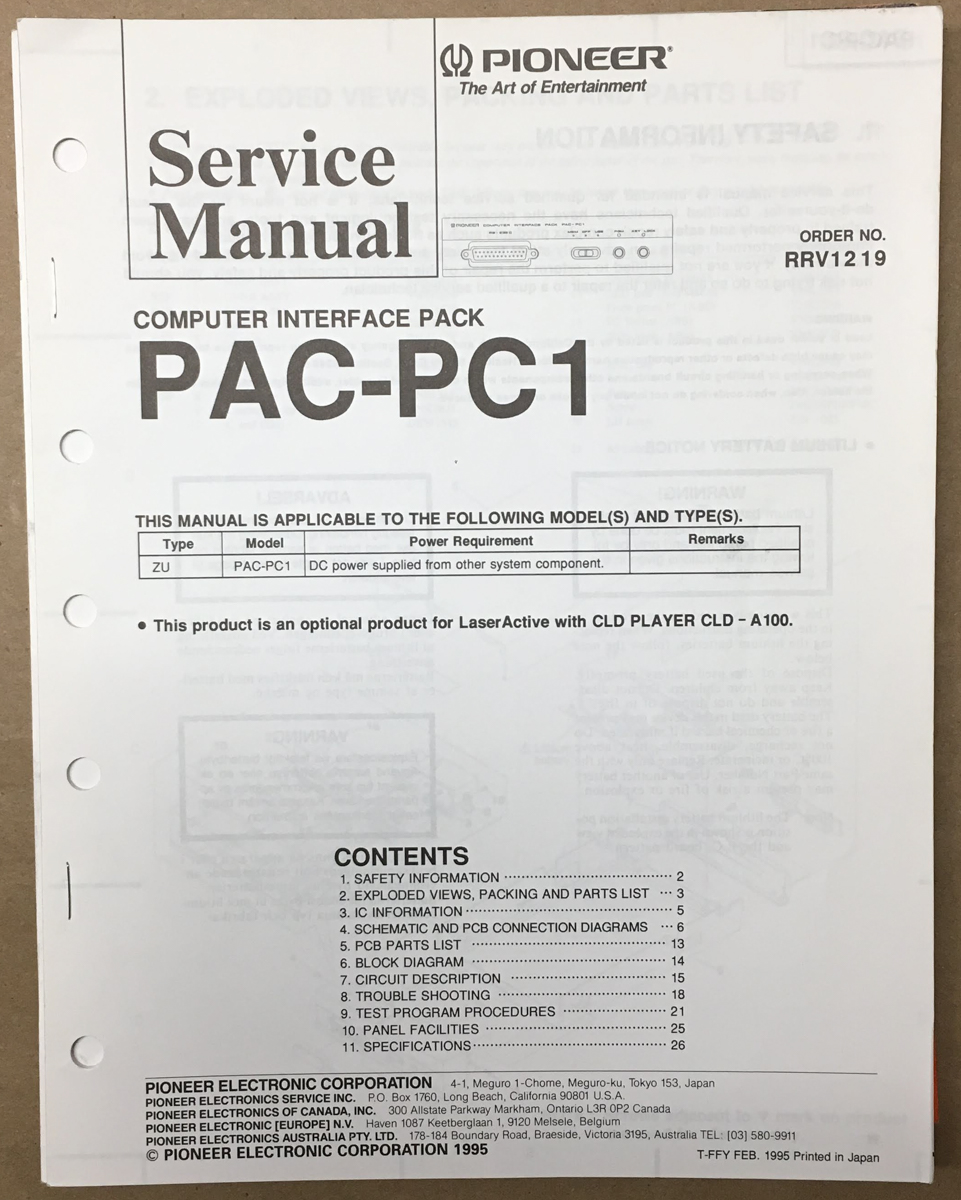 PIONEER®
The Art of Entertainment
Service
Manual
PIONEER COMPUTER INTERFACE PACK PAC-PC1
ORDER NO.
RRV1219
COMPUTER INTERFACE PACK
PAC-PC1
THIS MANUAL IS APPLICABLE TO THE FOLLOWING MODEL(S) AND TYPE(S).
Type Model Power Requirement Remarks
ZU PAC-PC1 DC power supplied from other system component.
● This product is an optional product for LaserActive with CLD PLAYER CLD – A100.
CONTENTS
1. SAFETY INFORMATION ································ 2
2. EXPLODED VIEWS, PACKING AND PARTS LIST ··· 3
3. IC INFORMATION ······································ 5
4. SCHEMATIC AND PCB CONNECTION DIAGRAMS ··· 6
5. PCB PARTS LIST ····································· 13
6. BLOCK DIAGRAM ····································· 14
7. CIRCUIT DESCRIPTION ······························ 15
8. TROUBLE SHOOTING ································ 18
9. TEST PROGRAM PROCEDURES ··················· 21
10. PANEL FACILITIES ·································· 25
11. SPECIFICATIONS ···································· 26
PIONEER ELECTRONIC CORPORATION 4-1, Meguro 1-Chome, Meguro-ku, Tokyo 153, Japan
PIONEER ELECTRONICS SERVICE INC. P.O. Box 1760, Long Beach, California 90801 U.S.A.
PIONEER ELECTRONICS OF CANADA, INC. 300 Allstate Parkway Markham, Ontario L3R 0P2 Canada
PIONEER ELECTRONIC [EUROPE] N.V. Haven 1087 Keetberglaan 1, 9120 Melsele, Belgium
PIONEER ELECTRONICS AUSTRALIA PTY. LTD. 178-184 Boundary Road, Braeside, Victoria 3195, Australia TEL: [03] 580-9911
© PIONEER ELECTRONIC CORPORATION 1995
T-FFY FEB. 1995 Printed in Japan